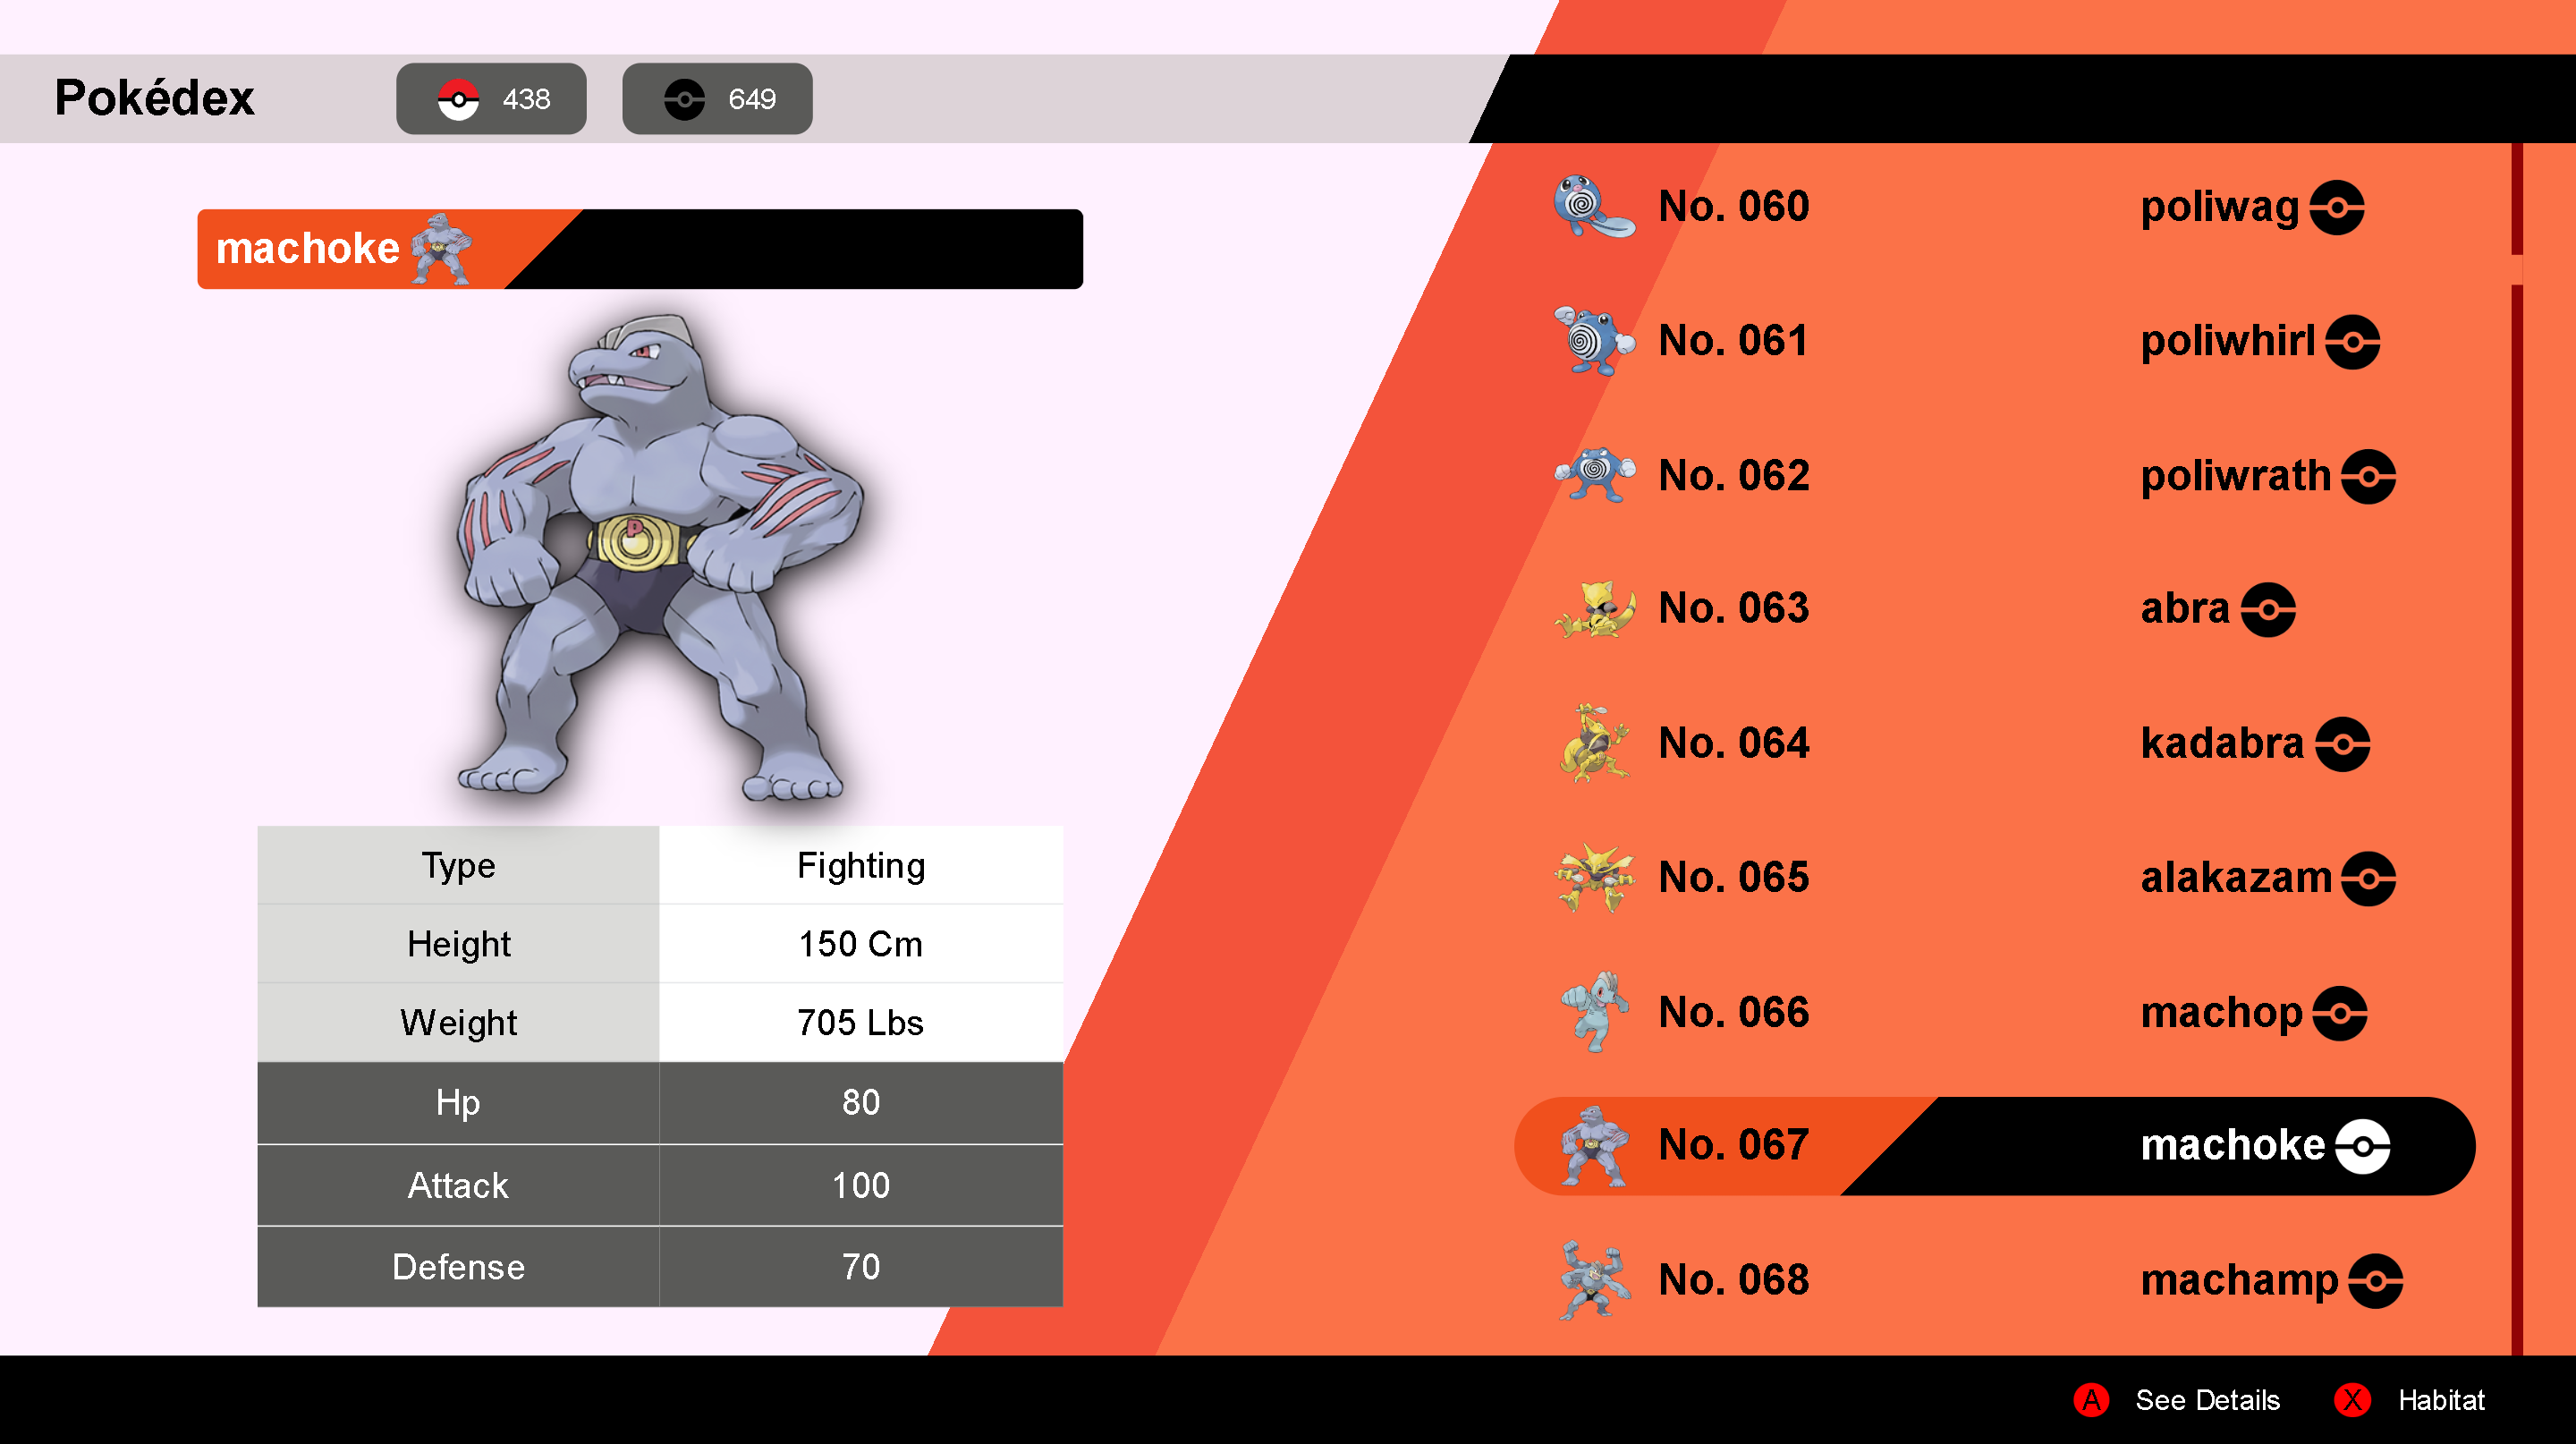 Pokédex 438 649
machoke
P
Type Fighting
Height 150 Cm
Weight 705 Lbs
Hp 80
Attack 100
Defense 70
No. 060 poliwag
No. 061 poliwhirl
No. 062 poliwrath
No. 063 abra
No. 064 kadabra
No. 065 alakazam
No. 066 machop
No. 067 machoke
No. 068 machamp
A See Details X Habitat